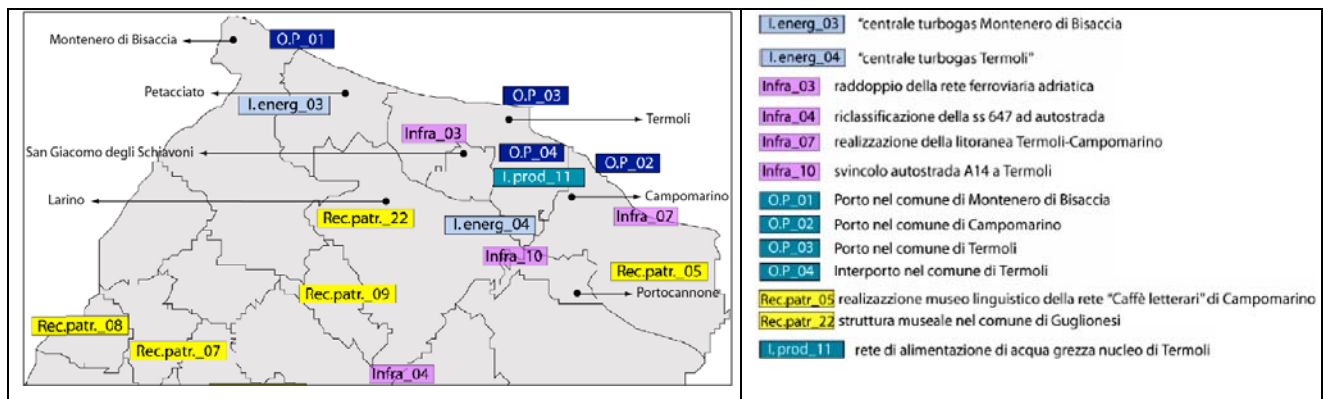 Montenero di Bisaccia
O.P_01
Petacciato
I.energ_03
O.P_03
Termoli
Infra_03
San Giacomo degli Schiavoni
O.P_04
O.P_02
I.prod_11
Larino
Campomarino
Rec.patr._22
I.energ_04
Infra_07
Infra_10
Rec.patr._05
Rec.patr._09
Portocannone
Rec.patr._08
Rec.patr._07
Infra_04
I.energ_03 "centrale turbogas Montenero di Bisaccia
I.energ_04 "centrale turbogas Termoli"
Infra_03 raddoppio della rete ferroviaria adriatica
Infra_04 riclassificazione della ss 647 ad autostrada
Infra_07 realizzazione della litoranea Termoli-Campomarino
Infra_10 svincolo autostrada A14 a Termoli
O.P_01 Porto nel comune di Montenero di Bisaccia
O.P_02 Porto nel comune di Campomarino
O.P_03 Porto nel comune di Termoli
O.P_04 Interporto nel comune di Termoli
Rec.patr_05 realizazzione museo linguistico della rete "Caffè letterari" di Campomarino
Rec.patr_22 struttura museale nel comune di Guglionesi
I.prod_11 rete di alimentazione di acqua grezza nucleo di Termoli